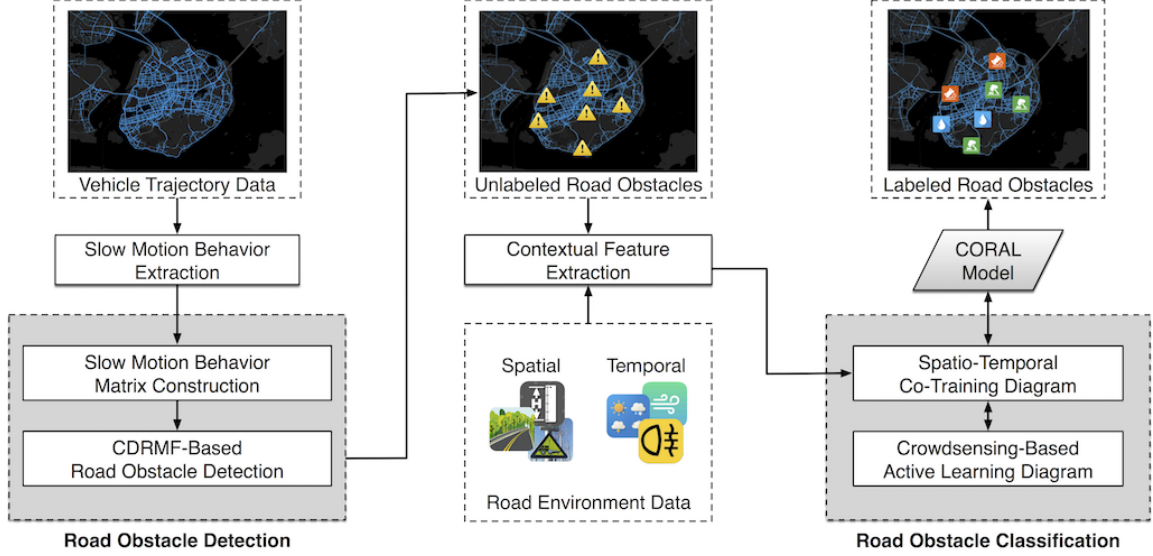 Vehicle Trajectory Data
Slow Motion Behavior
Extraction
Slow Motion Behavior
Matrix Construction
CDRMF-Based
Road Obstacle Detection
Road Obstacle Detection
Unlabeled Road Obstacles
Contextual Feature
Extraction
Spatial
Temporal
H
Road Environment Data
Labeled Road Obstacles
CORAL
Model
Spatio-Temporal
Co-Training Diagram
Crowdsensing-Based
Active Learning Diagram
Road Obstacle Classification